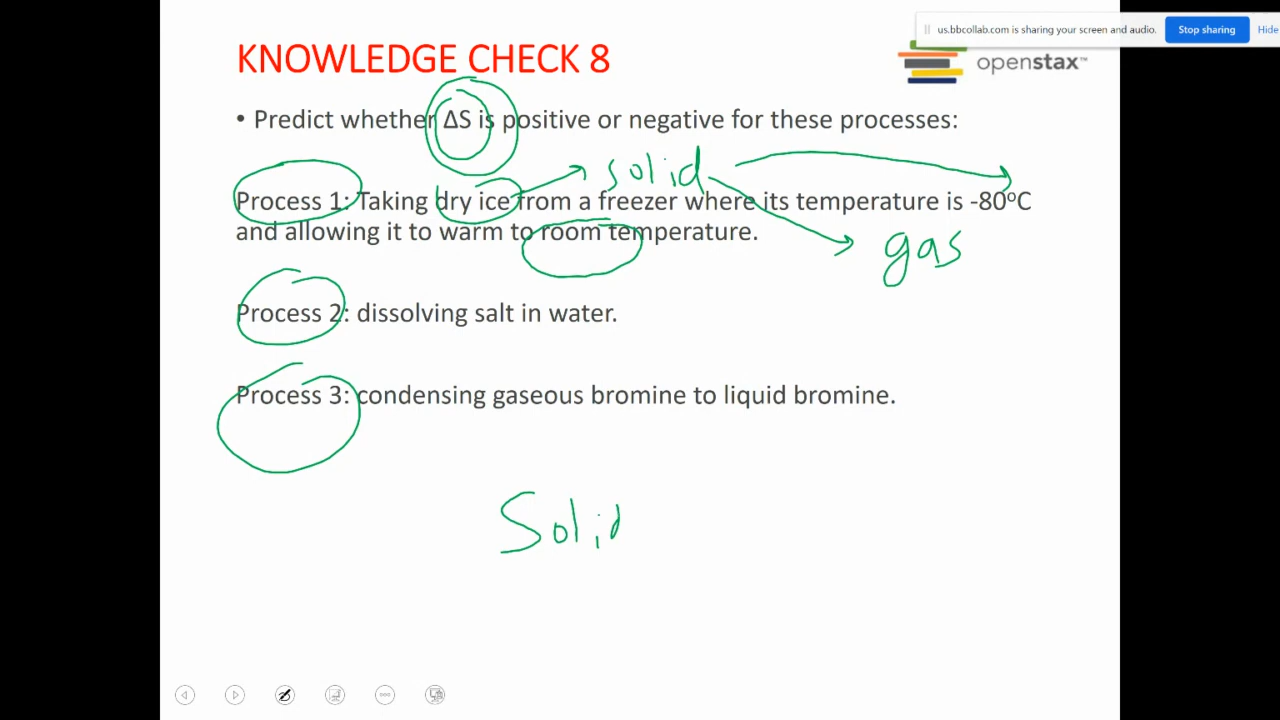 us.bbcollab.com is sharing your screen and audio. Stop sharing Hide
KNOWLEDGE CHECK 8
openstax™
• Predict whether ΔS is positive or negative for these processes:
solid
Process 1: Taking dry ice from a freezer where its temperature is -80°C
and allowing it to warm to room temperature.
gas
Process 2: dissolving salt in water.
Process 3: condensing gaseous bromine to liquid bromine.
Solid